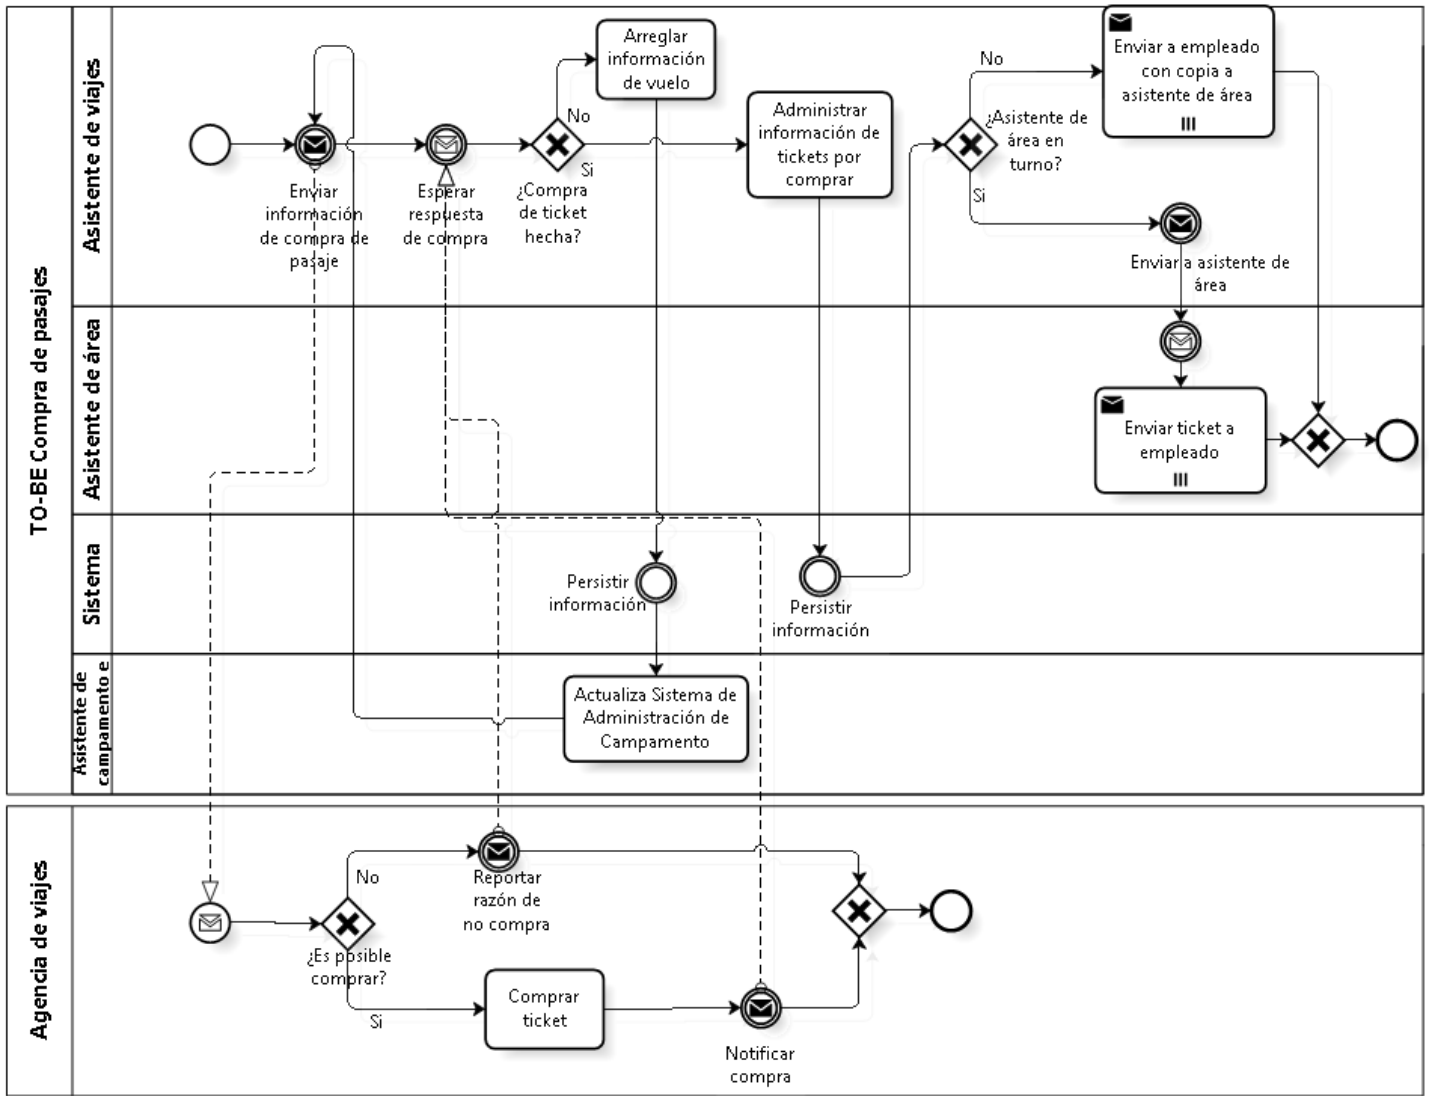 TO-BE Compra de pasajes
Asistente de viajes
Enviar
información
de compra de
pasaje
Esperar
respuesta
de compra
¿Compra
de ticket
hecha?
No
Si
Arreglar
información
de vuelo
Administrar
información de
tickets por
comprar
¿Asistente de
área en
turno?
No
Si
Enviar a empleado
con copia a
asistente de área
Enviar a asistente de
área
Asistente de área
Enviar ticket a
empleado
Sistema
Persistir
información
Persistir
información
Asistente de
campamento e
Actualiza Sistema de
Administración de
Campamento
Agencia de viajes
¿Es posible
comprar?
No
Si
Reportar
razón de
no compra
Comprar
ticket
Notificar
compra